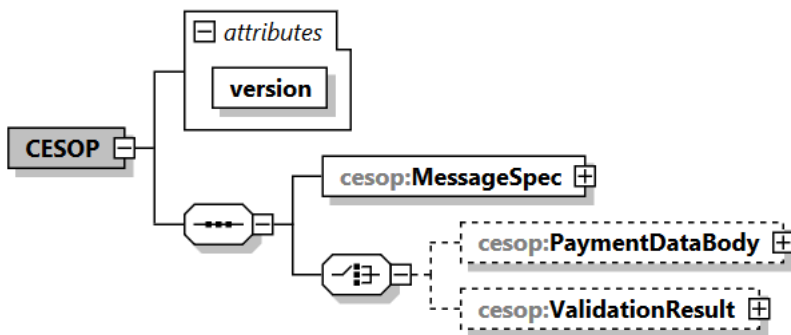 attributes
version
CESOP
cesop:MessageSpec
cesop:PaymentDataBody
cesop:ValidationResult